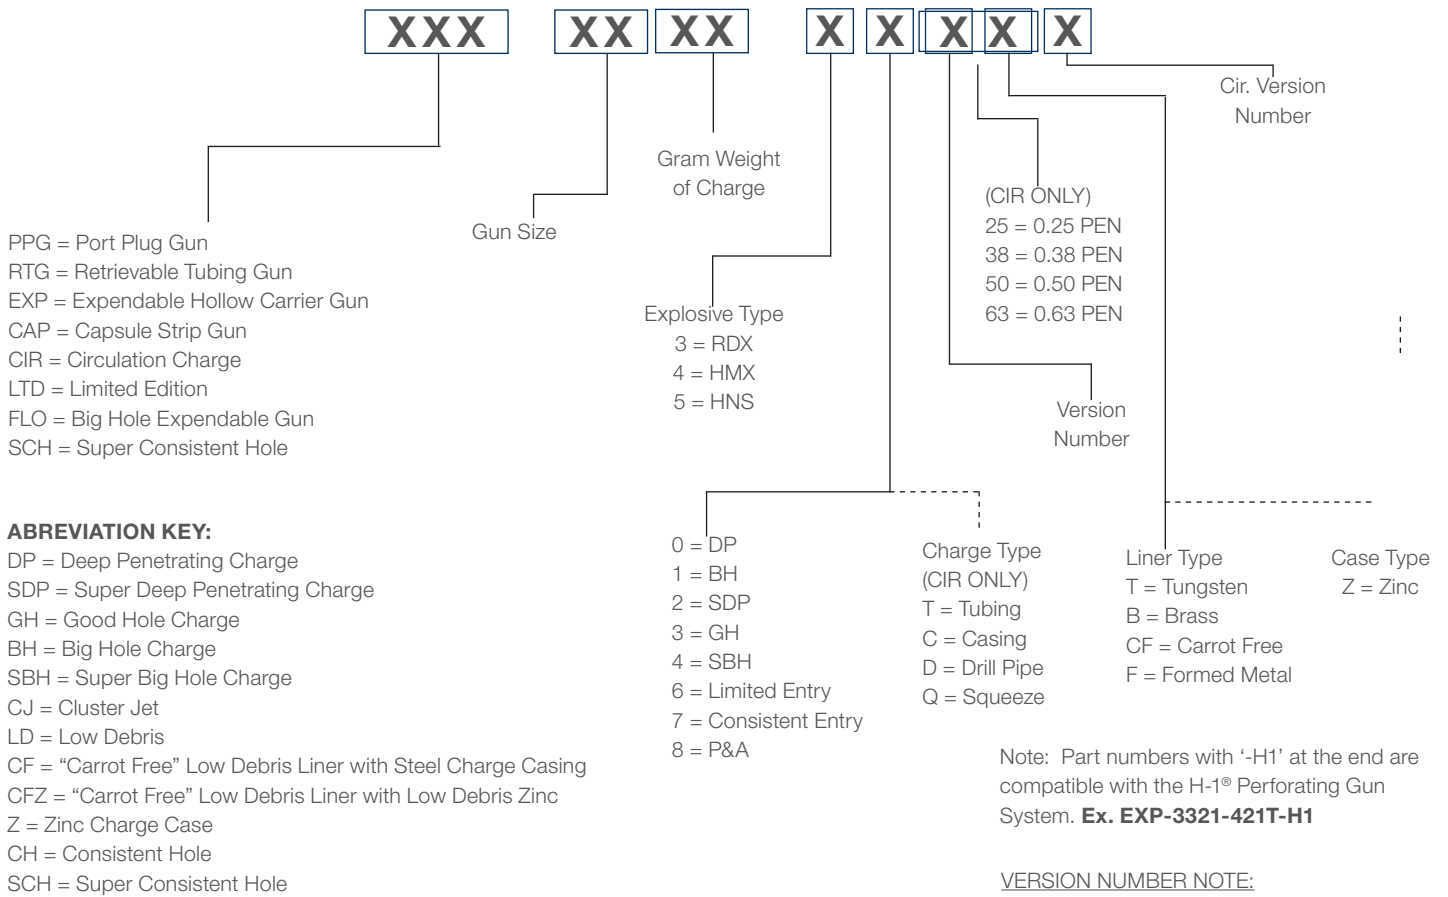 XXX XX XX X X X X X
Cir. Version
Number
Gram Weight
of Charge
(CIR ONLY)
25 = 0.25 PEN
38 = 0.38 PEN
50 = 0.50 PEN
63 = 0.63 PEN
Gun Size
PPG = Port Plug Gun
RTG = Retrievable Tubing Gun
EXP = Expendable Hollow Carrier Gun
CAP = Capsule Strip Gun
CIR = Circulation Charge
LTD = Limited Edition
FLO = Big Hole Expendable Gun
SCH = Super Consistent Hole
Explosive Type
3 = RDX
4 = HMX
5 = HNS
Version
Number
ABREVIATION KEY:
DP = Deep Penetrating Charge
SDP = Super Deep Penetrating Charge
GH = Good Hole Charge
BH = Big Hole Charge
SBH = Super Big Hole Charge
CJ = Cluster Jet
LD = Low Debris
CF = “Carrot Free” Low Debris Liner with Steel Charge Casing
CFZ = “Carrot Free” Low Debris Liner with Low Debris Zinc
Z = Zinc Charge Case
CH = Consistent Hole
SCH = Super Consistent Hole
0 = DP
1 = BH
2 = SDP
3 = GH
4 = SBH
6 = Limited Entry
7 = Consistent Entry
8 = P&A
Charge Type
(CIR ONLY)
T = Tubing
C = Casing
D = Drill Pipe
Q = Squeeze
Liner Type
T = Tungsten
B = Brass
CF = Carrot Free
F = Formed Metal
Case Type
Z = Zinc
Note: Part numbers with ‘-H1’ at the end are
compatible with the H-1® Perforating Gun
System. Ex. EXP-3321-421T-H1
VERSION NUMBER NOTE: